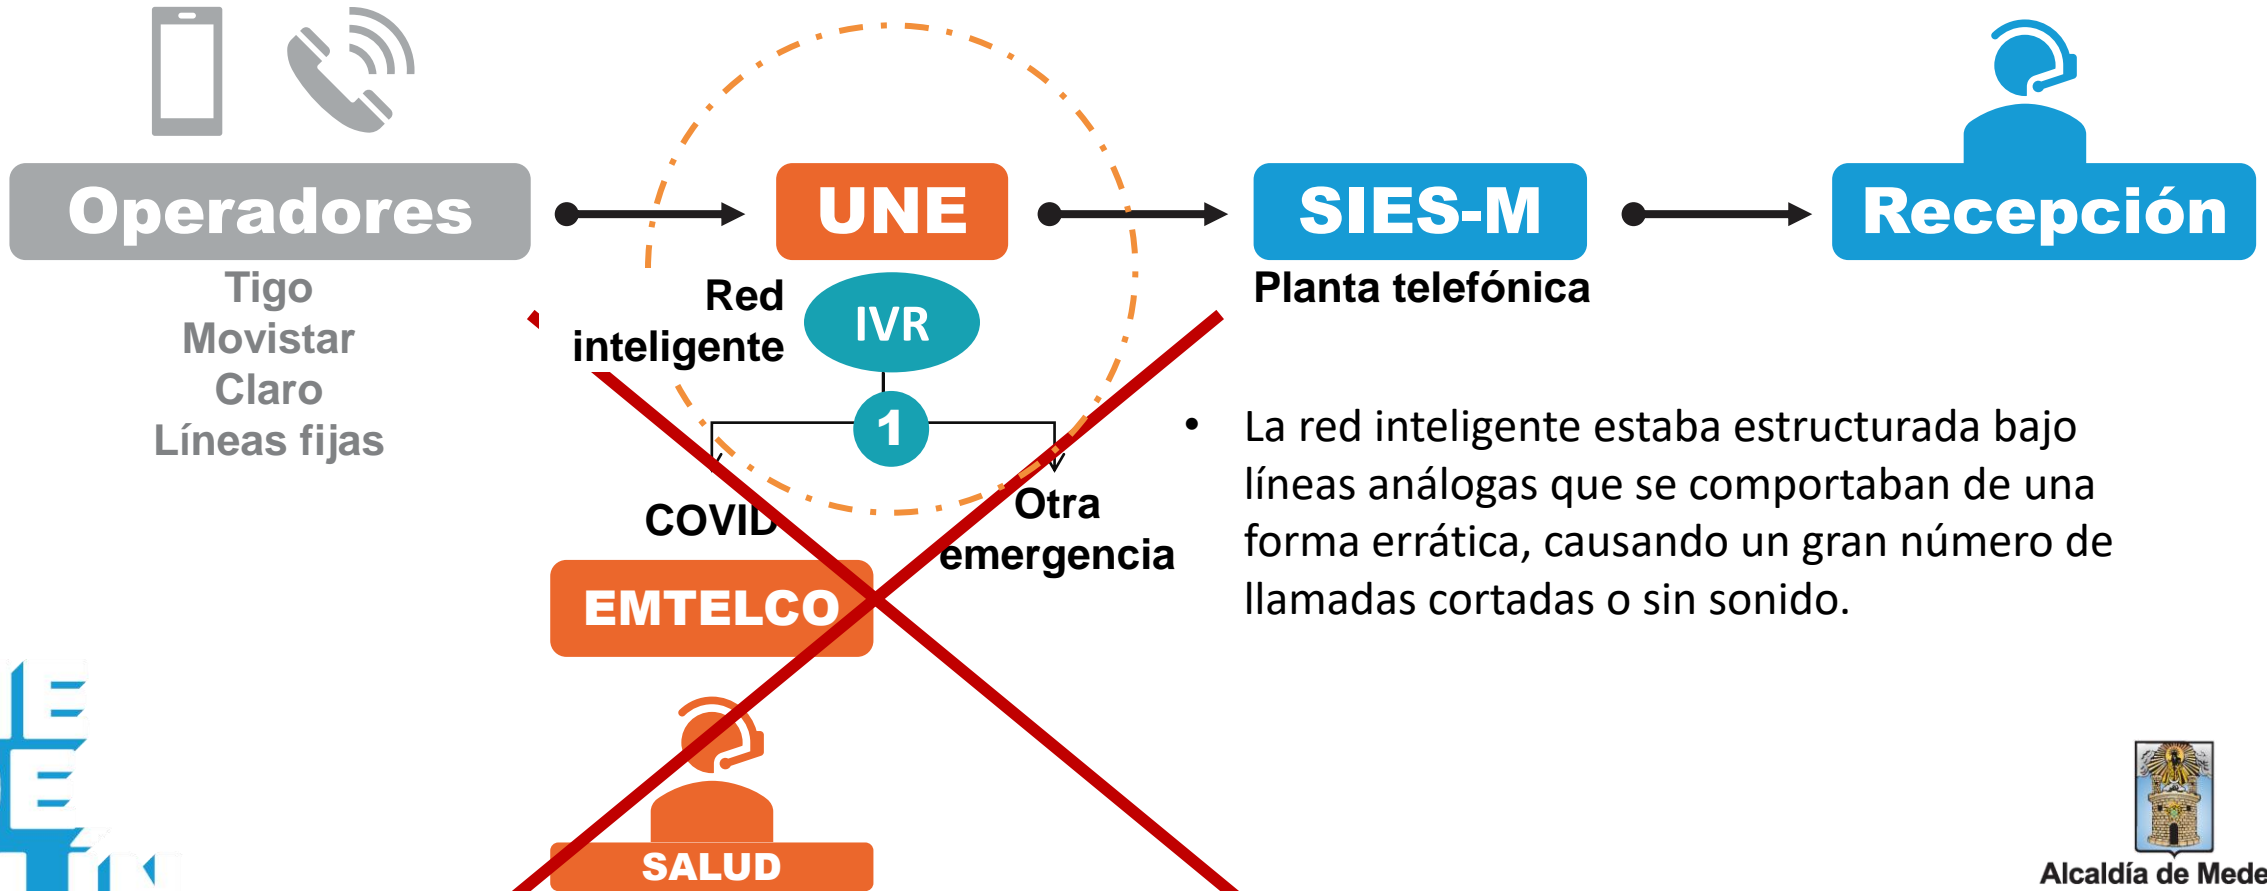 Operadores
Tigo
Movistar
Claro
Líneas fijas
UNE
Red
inteligente
IVR
1
COVID
Otra
emergencia
EMTELCO
SALUD
SIES-M
Planta telefónica
Recepción
• La red inteligente estaba estructurada bajo
líneas análogas que se comportaban de una
forma errática, causando un gran número de
llamadas cortadas o sin sonido.
Alcaldía de Mede